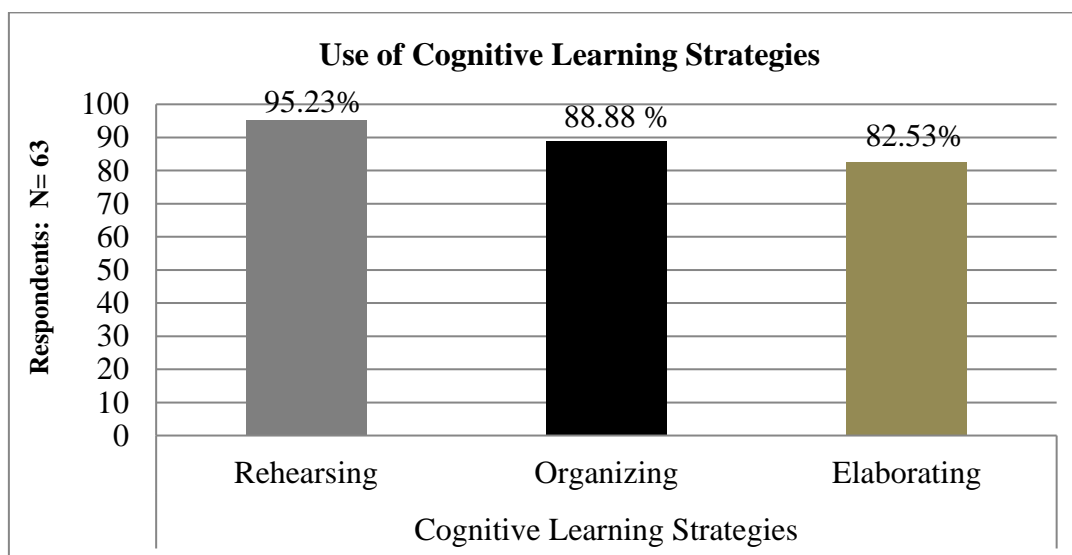 Use of Cognitive Learning Strategies
Respondents: N= 63
100
90
80
70
60
50
40
30
20
10
0
95.23%
88.88 %
82.53%
Rehearsing
Organizing
Elaborating
Cognitive Learning Strategies